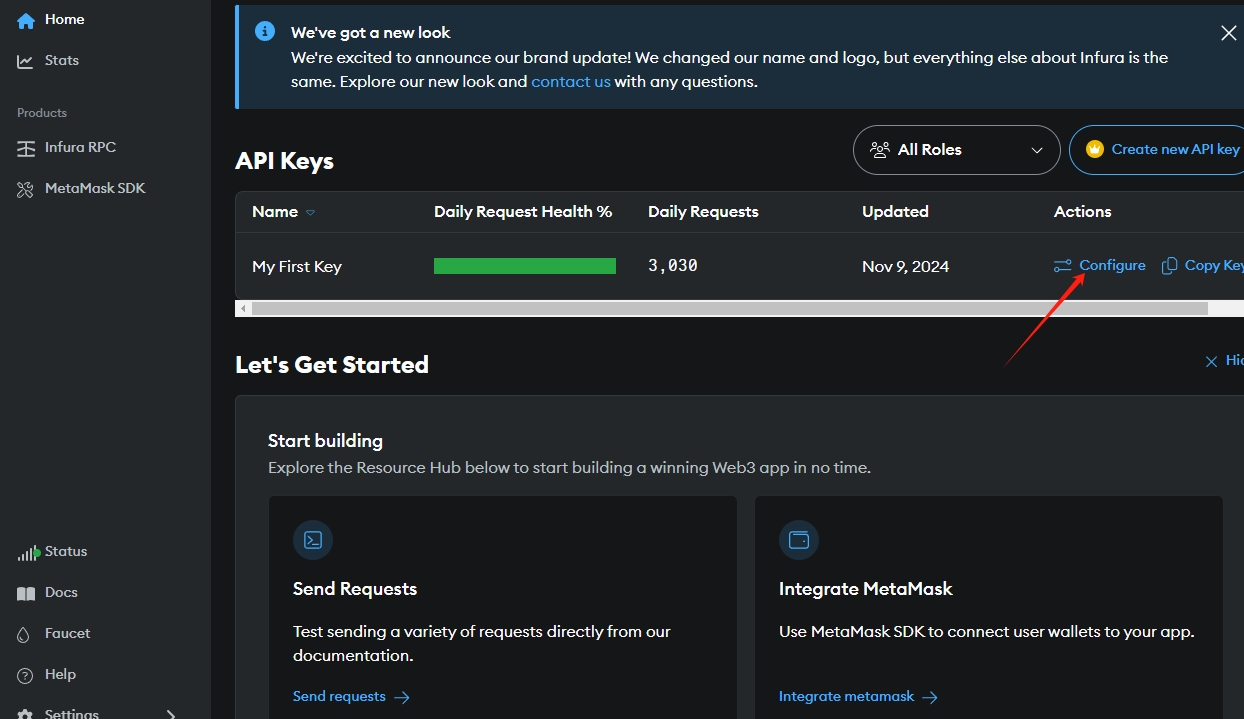 Home
Stats
Products
Infura RPC
MetaMask SDK
Status
Docs
Faucet
Help
Settings
We've got a new look
We're excited to announce our brand update! We changed our name and logo, but everything else about Infura is the
same. Explore our new look and contact us with any questions.
API Keys
All Roles
Create new API key
Name
Daily Request Health %
Daily Requests
Updated
Actions
My First Key
3,030
Nov 9, 2024
Configure
Copy Key
Let's Get Started
Start building
Explore the Resource Hub below to start building a winning Web3 app in no time.
Send Requests
Test sending a variety of requests directly from our
documentation.
Send requests
Integrate MetaMask
Use MetaMask SDK to connect user wallets to your app.
Integrate metamask